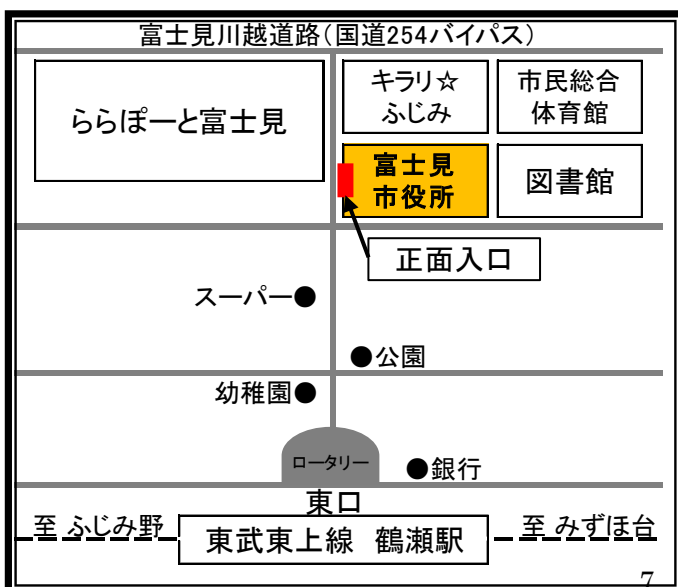 富士見川越道路(国道254バイパス)
ららぽーと富士見
キラリ☆
ふじみ
市民総合
体育館
富士見
市役所
図書館
正面入口
スーパー●
●公園
幼稚園●
ロータリー
●銀行
東口
至 ふじみ野
東武東上線 鶴瀬駅
至 みずほ台
7